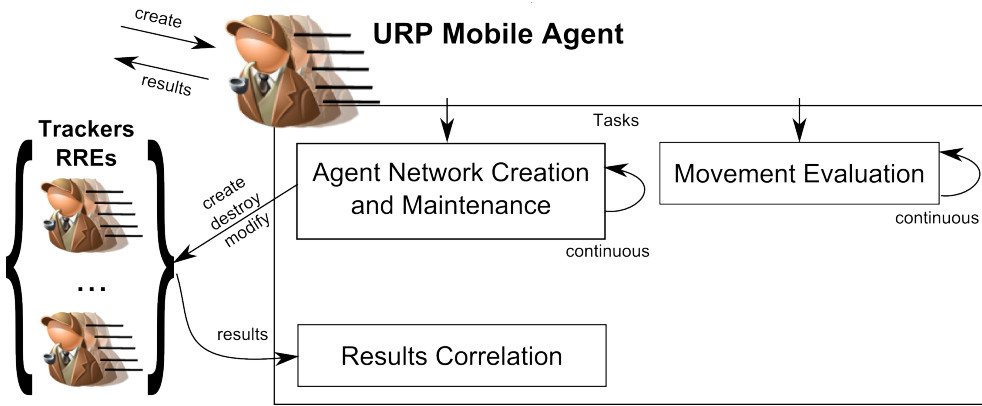 create
URP Mobile Agent
results
Trackers
RREs
Tasks
Agent Network Creation
and Maintenance
Movement Evaluation
create
destroy
modify
continuous
continuous
...
results
Results Correlation